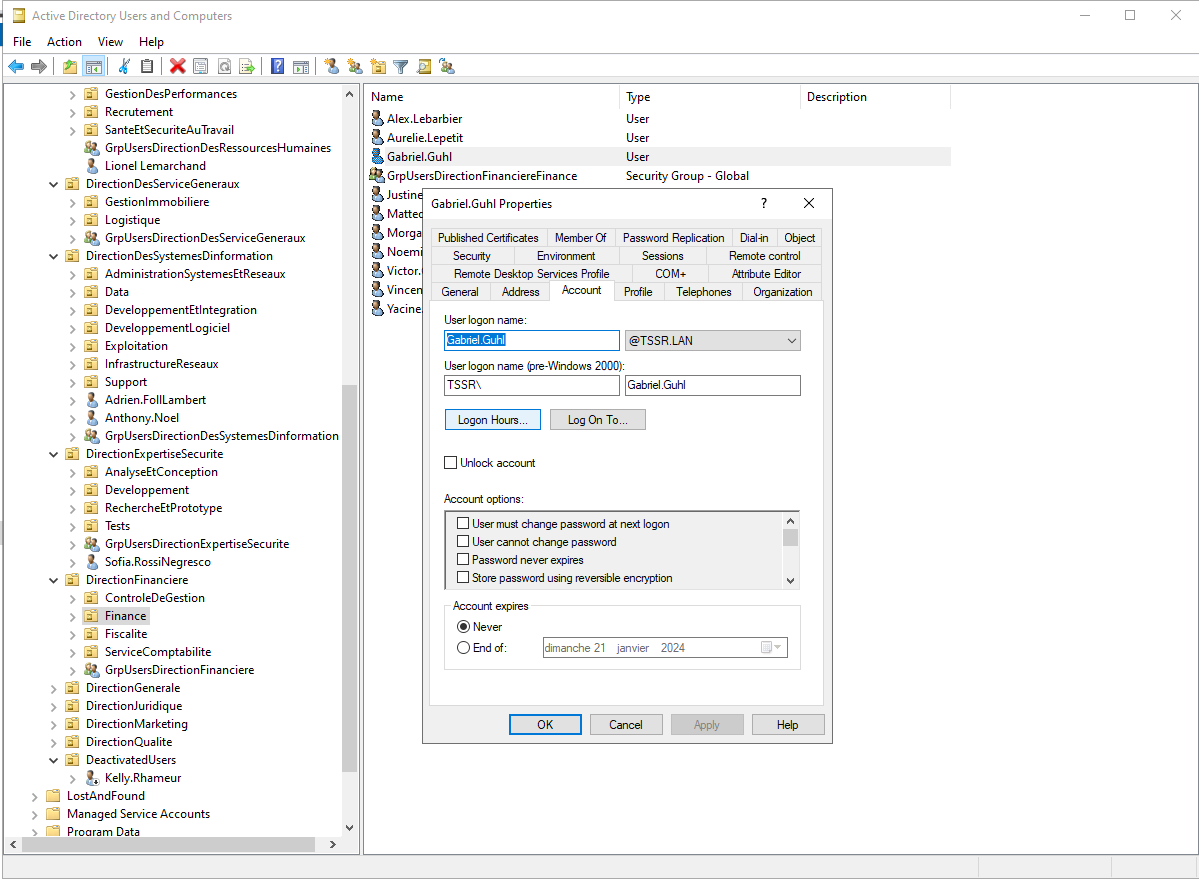 Active Directory Users and Computers
File Action View Help
GestionDesPerformances
Recrutement
SanteEtSecuriteAuTravail
GrpUsersDirectionDesRessourcesHumaines
Lionel Lemarchand
DirectionDesServiceGeneraux
GestionImmobiliere
Logistique
GrpUsersDirectionDesServiceGeneraux
DirectionDesSystemesDinformation
AdministrationSystemesEtReseaux
Data
DeveloppementEtIntegration
DeveloppementLogiciel
Exploitation
InfrastructureReseaux
Support
Adrien.FollLambert
Anthony.Noel
GrpUsersDirectionDesSystemesDinformation
DirectionExpertiseSecurite
AnalyseEtConception
Developpement
RechercheEtPrototype
Tests
GrpUsersDirectionExpertiseSecurite
Sofia.RossiNegresco
DirectionFinanciere
ControleDeGestion
Finance
Fiscalite
ServiceComptabilite
GrpUsersDirectionFinanciere
DirectionGenerale
DirectionJuridique
DirectionMarketing
DirectionQualite
DeactivatedUsers
Kelly.Rhameur
LostAndFound
Managed Service Accounts
Program Data
Name Type Description
Alex.Lebarbier User
Aurelie.Lepetit User
Gabriel.Guhl User
GrpUsersDirectionFinanciereFinance Security Group - Global
Justine
Matteo
Morga
Noemi
Victor.
Vincen
Yacine.
Gabriel.Guhl Properties ?
Published Certificates Member Of Password Replication Dial-in Object
Security Environment Sessions Remote control
Remote Desktop Services Profile COM+ Attribute Editor
General Address Account Profile Telephones Organization
User logon name:
Gabriel.Guhl @TSSR.LAN
User logon name (pre-Windows 2000):
TSSR\ Gabriel.Guhl
Logon Hours... Log On To...
Unlock account
Account options:
User must change password at next logon
User cannot change password
Password never expires
Store password using reversible encryption
Account expires
Never
End of: dimanche 21 janvier 2024
OK Cancel Apply Help